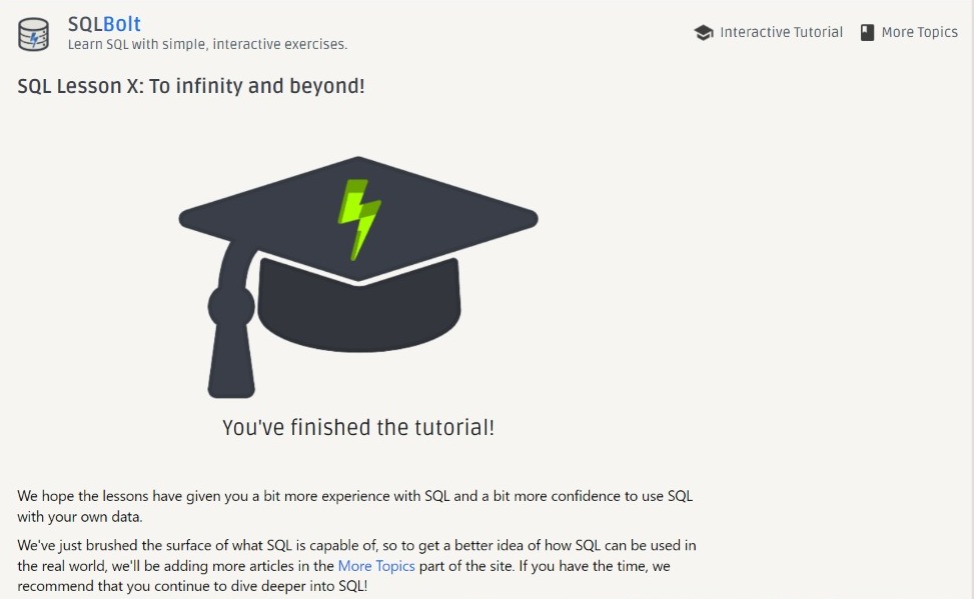 SQLBolt
Learn SQL with simple, interactive exercises.
Interactive Tutorial
More Topics
SQL Lesson X: To infinity and beyond!
You've finished the tutorial!
We hope the lessons have given you a bit more experience with SQL and a bit more confidence to use SQL
with your own data.
We've just brushed the surface of what SQL is capable of, so to get a better idea of how SQL can be used in
the real world, we'll be adding more articles in the More Topics part of the site. If you have the time, we
recommend that you continue to dive deeper into SQL!